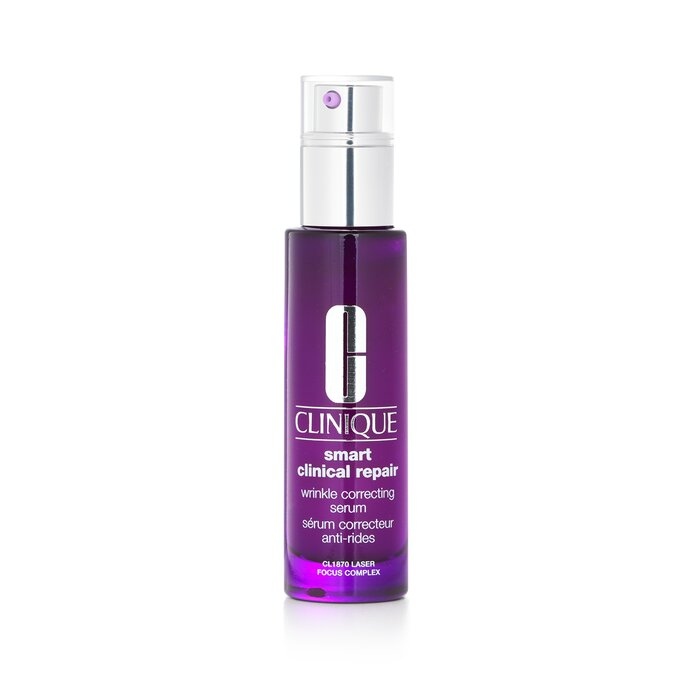 C
CLINIQUE
smart
clinical repair
wrinkle correcting
serum
sérum correcteur
anti-rides
CL1870 LASER
FOCUS COMPLEX